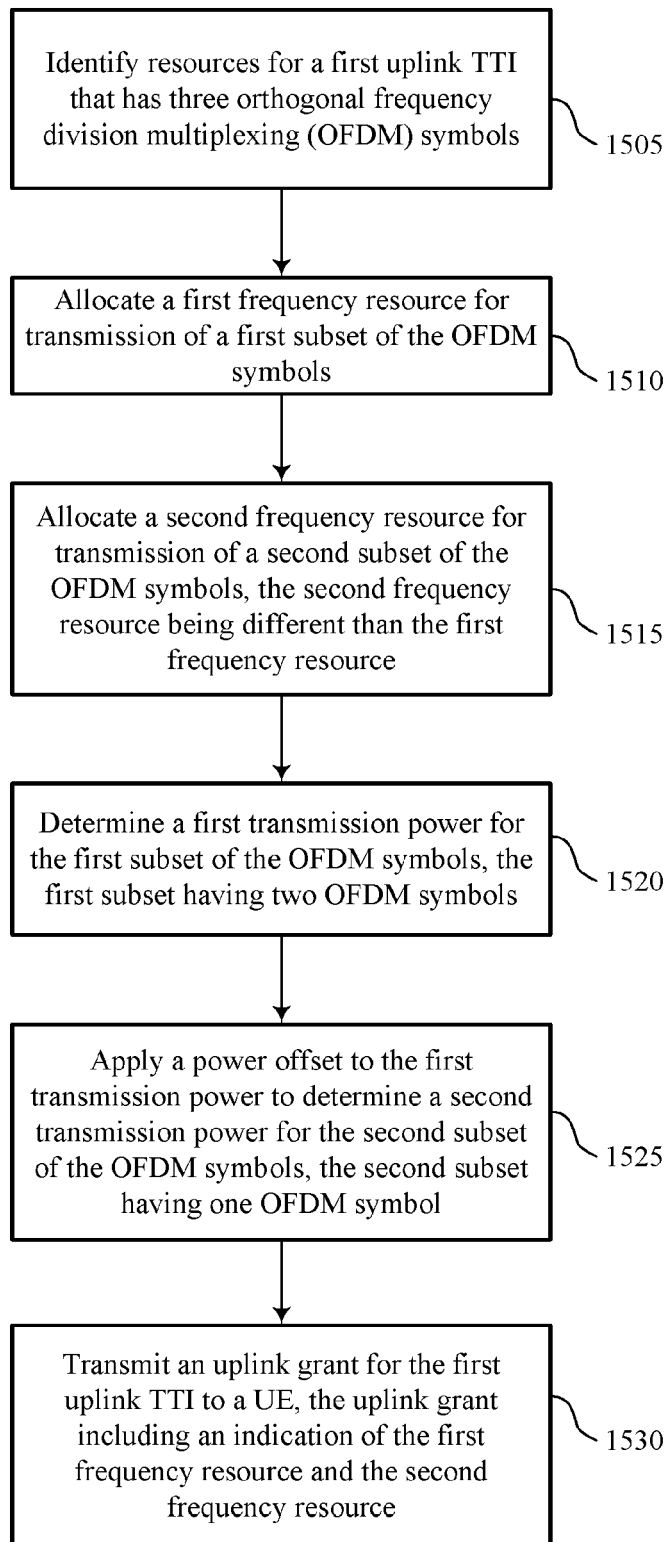 Identify resources for a first uplink TTI
that has three orthogonal frequency
division multiplexing (OFDM) symbols
1505
Allocate a first frequency resource for
transmission of a first subset of the OFDM
symbols
1510
Allocate a second frequency resource for
transmission of a second subset of the
OFDM symbols, the second frequency
resource being different than the first
frequency resource
1515
Determine a first transmission power for
the first subset of the OFDM symbols, the
first subset having two OFDM symbols
1520
Apply a power offset to the first
transmission power to determine a second
transmission power for the second subset
of the OFDM symbols, the second subset
having one OFDM symbol
1525
Transmit an uplink grant for the first
uplink TTI to a UE, the uplink grant
including an indication of the first
frequency resource and the second
frequency resource
1530